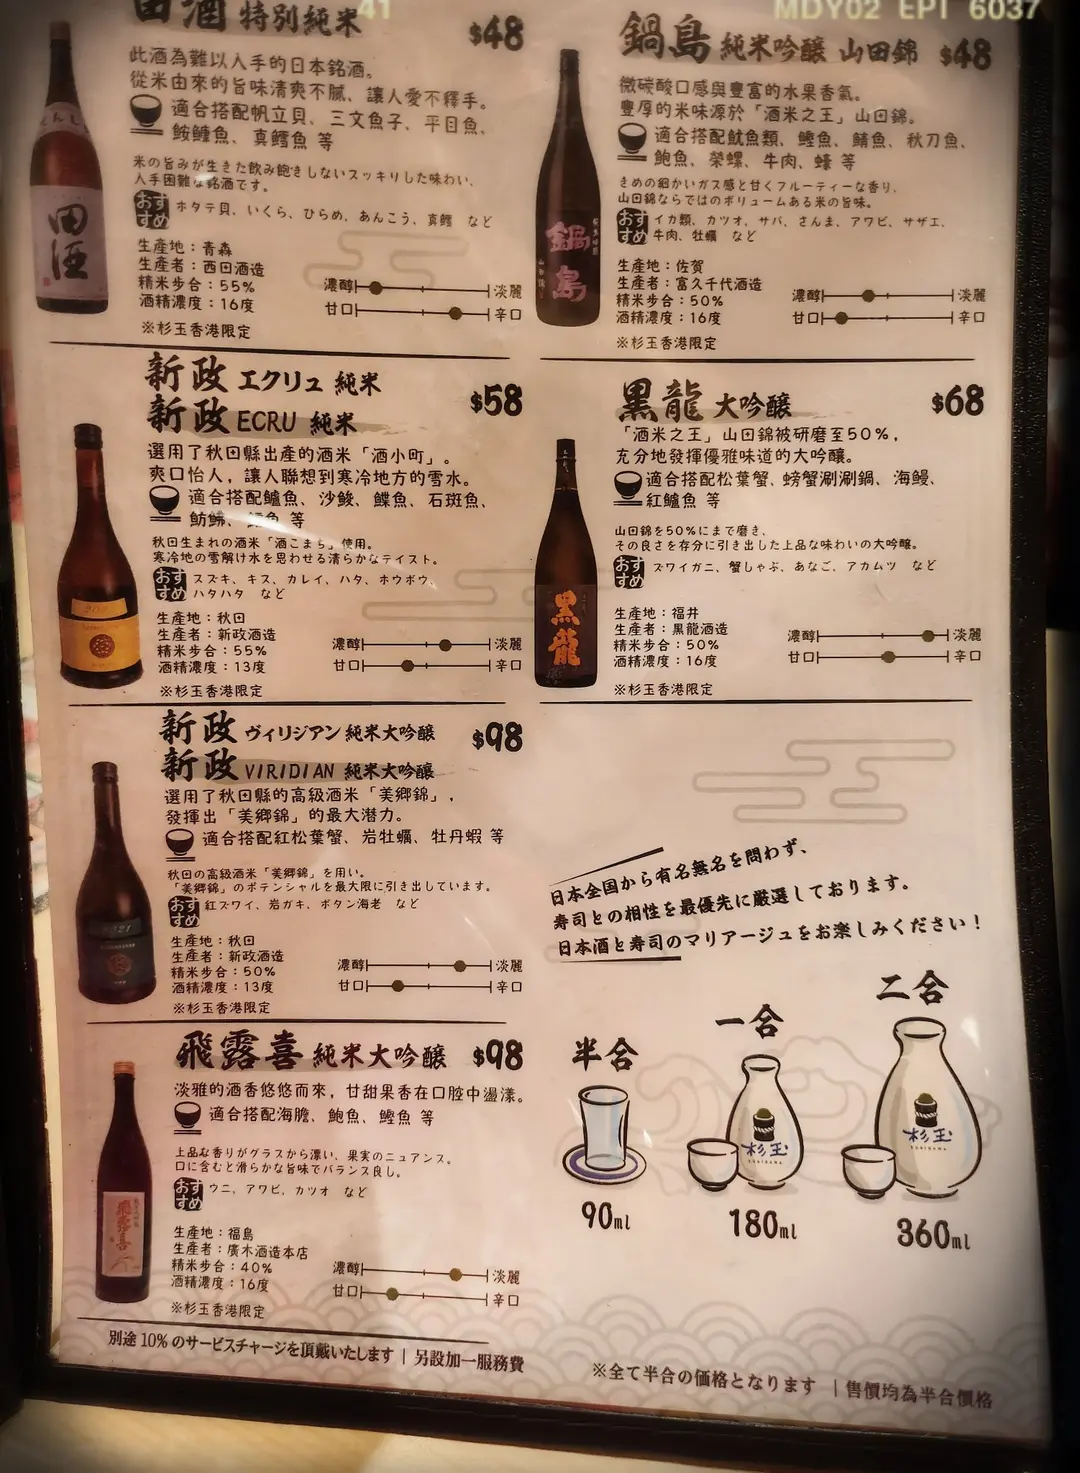 41
MDY02 EPI 6037
田酒 特別純米 $48
此酒為難以入手的日本銘酒。
從米由來的旨味清爽不膩、讓人愛不釋手。
適合搭配帆立貝、三文魚子、平目魚、
鮟鱇魚、真鱈魚 等
米の旨みが生きた飲み飽きしないスッキリした味わい、
入手困難な銘酒です。
おすすめ ホタテ貝、いくら、ひらめ、あんこう、真鱈 など
生產地：青森
生產者：西田酒造
精米步合：55%
酒精濃度：16度
※杉玉香港限定
濃醇 淡麗
甘口 辛口
田酒
鍋島 純米吟醸 山田錦 $48
微碳酸口感與豐富的水果香氣。
豐厚的米味源於「酒米之王」山田錦。
適合搭配魷魚類、鰹魚、鯖魚、秋刀魚、
鮑魚、榮螺、牛肉、蠔 等
きめの細かいガス感と甘くフルーティーな香り、
山田錦ならではのボリュームある米の旨味。
おすすめ イカ類、カツオ、サバ、さんま、アワビ、サザエ、
牛肉、牡蠣 など
生產地：佐賀
生產者：富久千代酒造
精米步合：50%
酒精濃度：16度
※杉玉香港限定
濃醇 淡麗
甘口 辛口
鍋島
新政 エクリュ 純米
新政 ECRU 純米 $58
選用了秋田縣出產的酒米「酒小町」。
爽口怡人，讓人聯想到寒冷地方的雪水。
適合搭配鱸魚、沙鮻、鰈魚、石斑魚、
魴鮄、 等
秋田生まれの酒米「酒こまち」使用。
寒冷地の雪解け水を思わせる清らかなテイスト。
おすすめ スズキ、キス、カレイ、ハタ、ホウボウ、
ハタハタ など
生產地：秋田
生產者：新政酒造
精米步合：55%
酒精濃度：13度
※杉玉香港限定
濃醇 淡麗
甘口 辛口
黒龍 大吟醸 $68
「酒米之王」山田錦被研磨至50%，
充分地發揮優雅味道的大吟醸。
適合搭配松葉蟹、螃蟹涮涮鍋、海鰻、
紅鱸魚 等
山田錦を50%にまで磨き、
その良さを存分に引き出した上品な味わいの大吟醸。
おすすめ ズワイガニ、蟹しゃぶ、あなご、アカムツ など
生產地：福井
生產者：黒龍酒造
精米步合：50%
酒精濃度：16度
※杉玉香港限定
濃醇 淡麗
甘口 辛口
黒龍
新政 ヴィリジアン 純米大吟醸 $98
新政 VIRIDIAN 純米大吟醸
選用了秋田縣的高級酒米「美鄉錦」，
發揮出「美鄉錦」的最大潛力。
適合搭配紅松葉蟹、岩牡蠣、牡丹蝦 等
秋田の高級酒米「美郷錦」を用い。
「美郷錦」のポテンシャルを最大限に引き出しています。
おすすめ 紅ズワイ、岩ガキ、ボタン海老 など
生產地：秋田
生產者：新政酒造
精米步合：50%
酒精濃度：13度
※杉玉香港限定
濃醇 淡麗
甘口 辛口
日本全国から有名無名を問わず、
寿司との相性を最優先に厳選しております。
日本酒と寿司のマリアージュをお楽しみください！
半合
一合
二合
杉玉
杉玉
90ml
180ml
360ml
飛露喜 純米大吟醸 $98
淡雅的酒香悠悠而來，甘甜果香在口腔中盪漾。
適合搭配海膽、鮑魚、鰹魚 等
上品な香りがグラスから漂い、果実のニュアンス。
口に含むと滑らかな旨味でバランス良し。
おすすめ ウニ、アワビ、カツオ など
生產地：福島
生產者：廣木酒造本店
精米步合：40%
酒精濃度：16度
※杉玉香港限定
濃醇 淡麗
甘口 辛口
飛露喜
別途 10% のサービスチャージを頂戴いたします | 另設加一服務費
※全て半合の価格となります | 售價均為半合價格